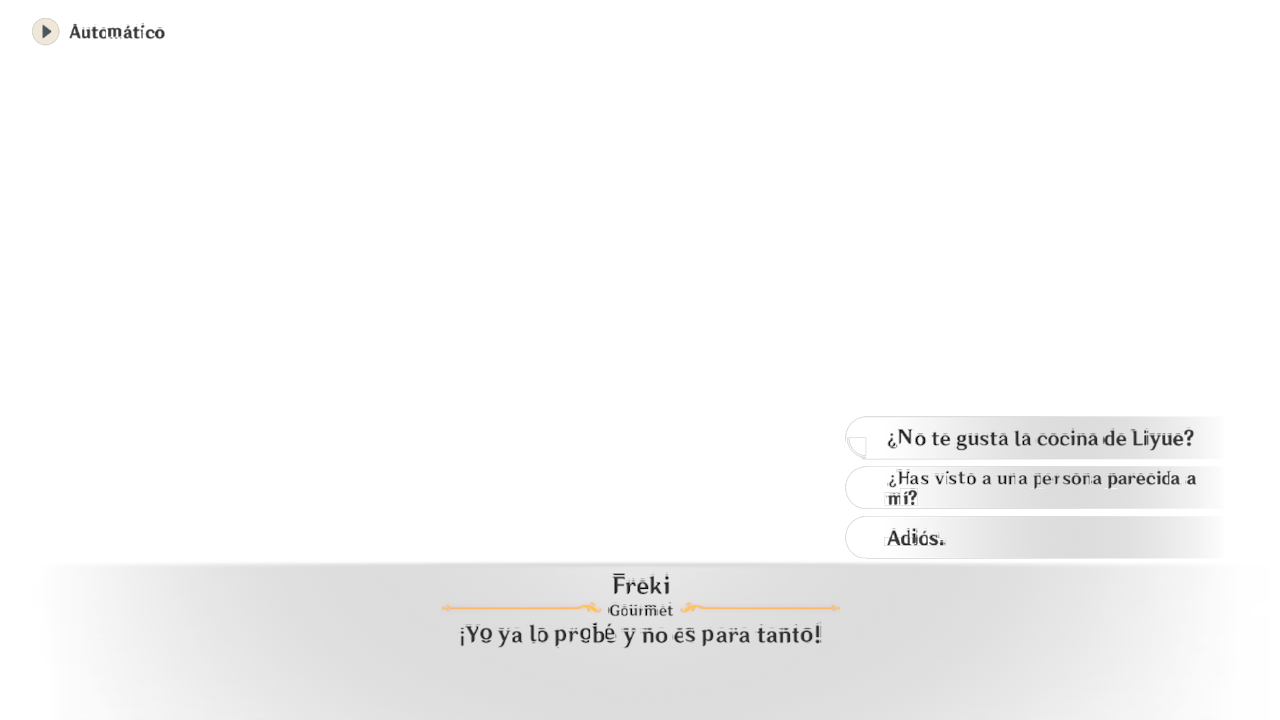 Automático
¿No te gusta la cocina de Liyue?
¿Has visto a una persona parecida a
mí?
Adiós.
Freki
Gourmet
¡Yo ya lo probé y no es para tanto!